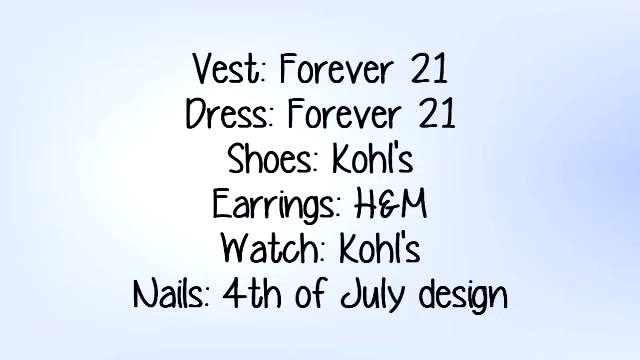 Vest: Forever 21
Dress: Forever 21
Shoes: Kohl's
Earrings: H&M
Watch: Kohl's
Nails: 4th of July design